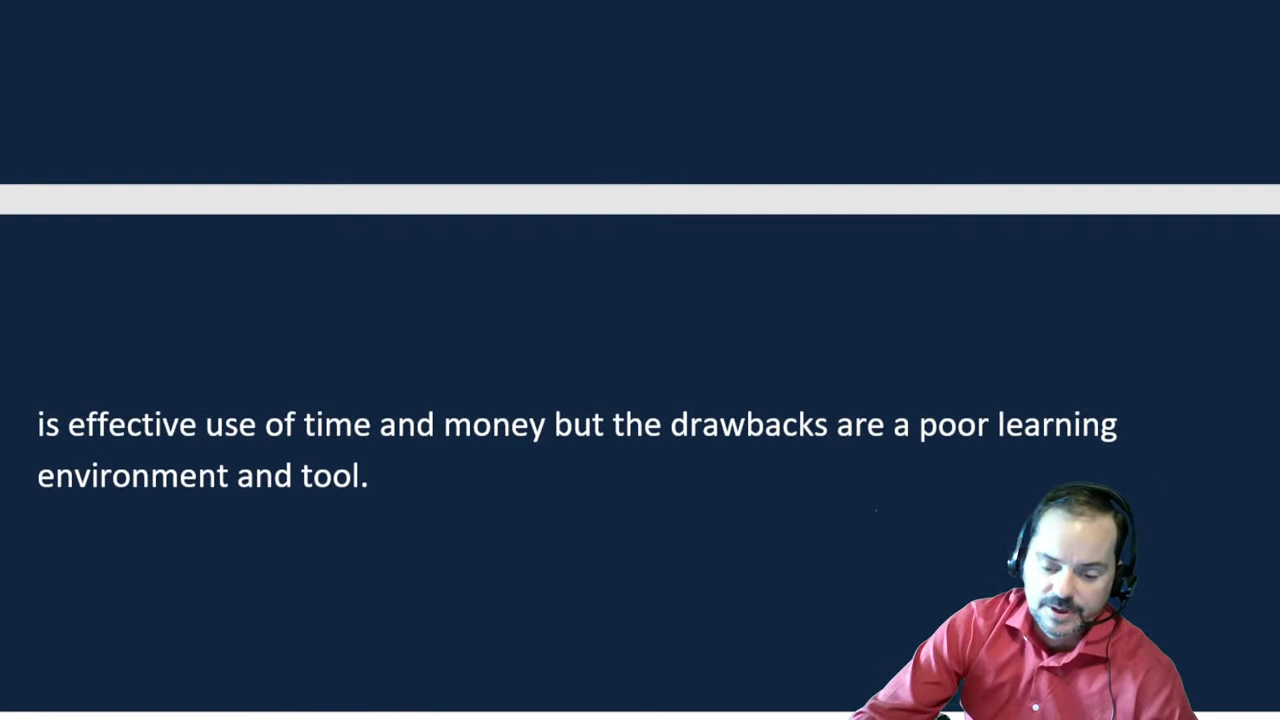 is effective use of time and money but the drawbacks are a poor learning
environment and tool.